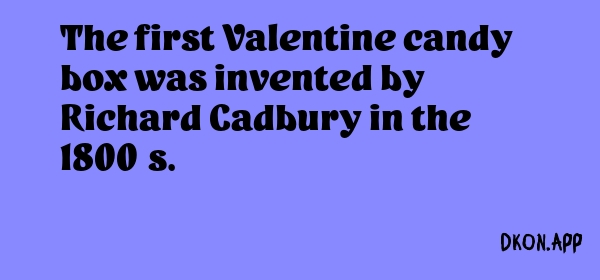 The first Valentine candy
box was invented by
Richard Cadbury in the
1800 s.
DKON.APP